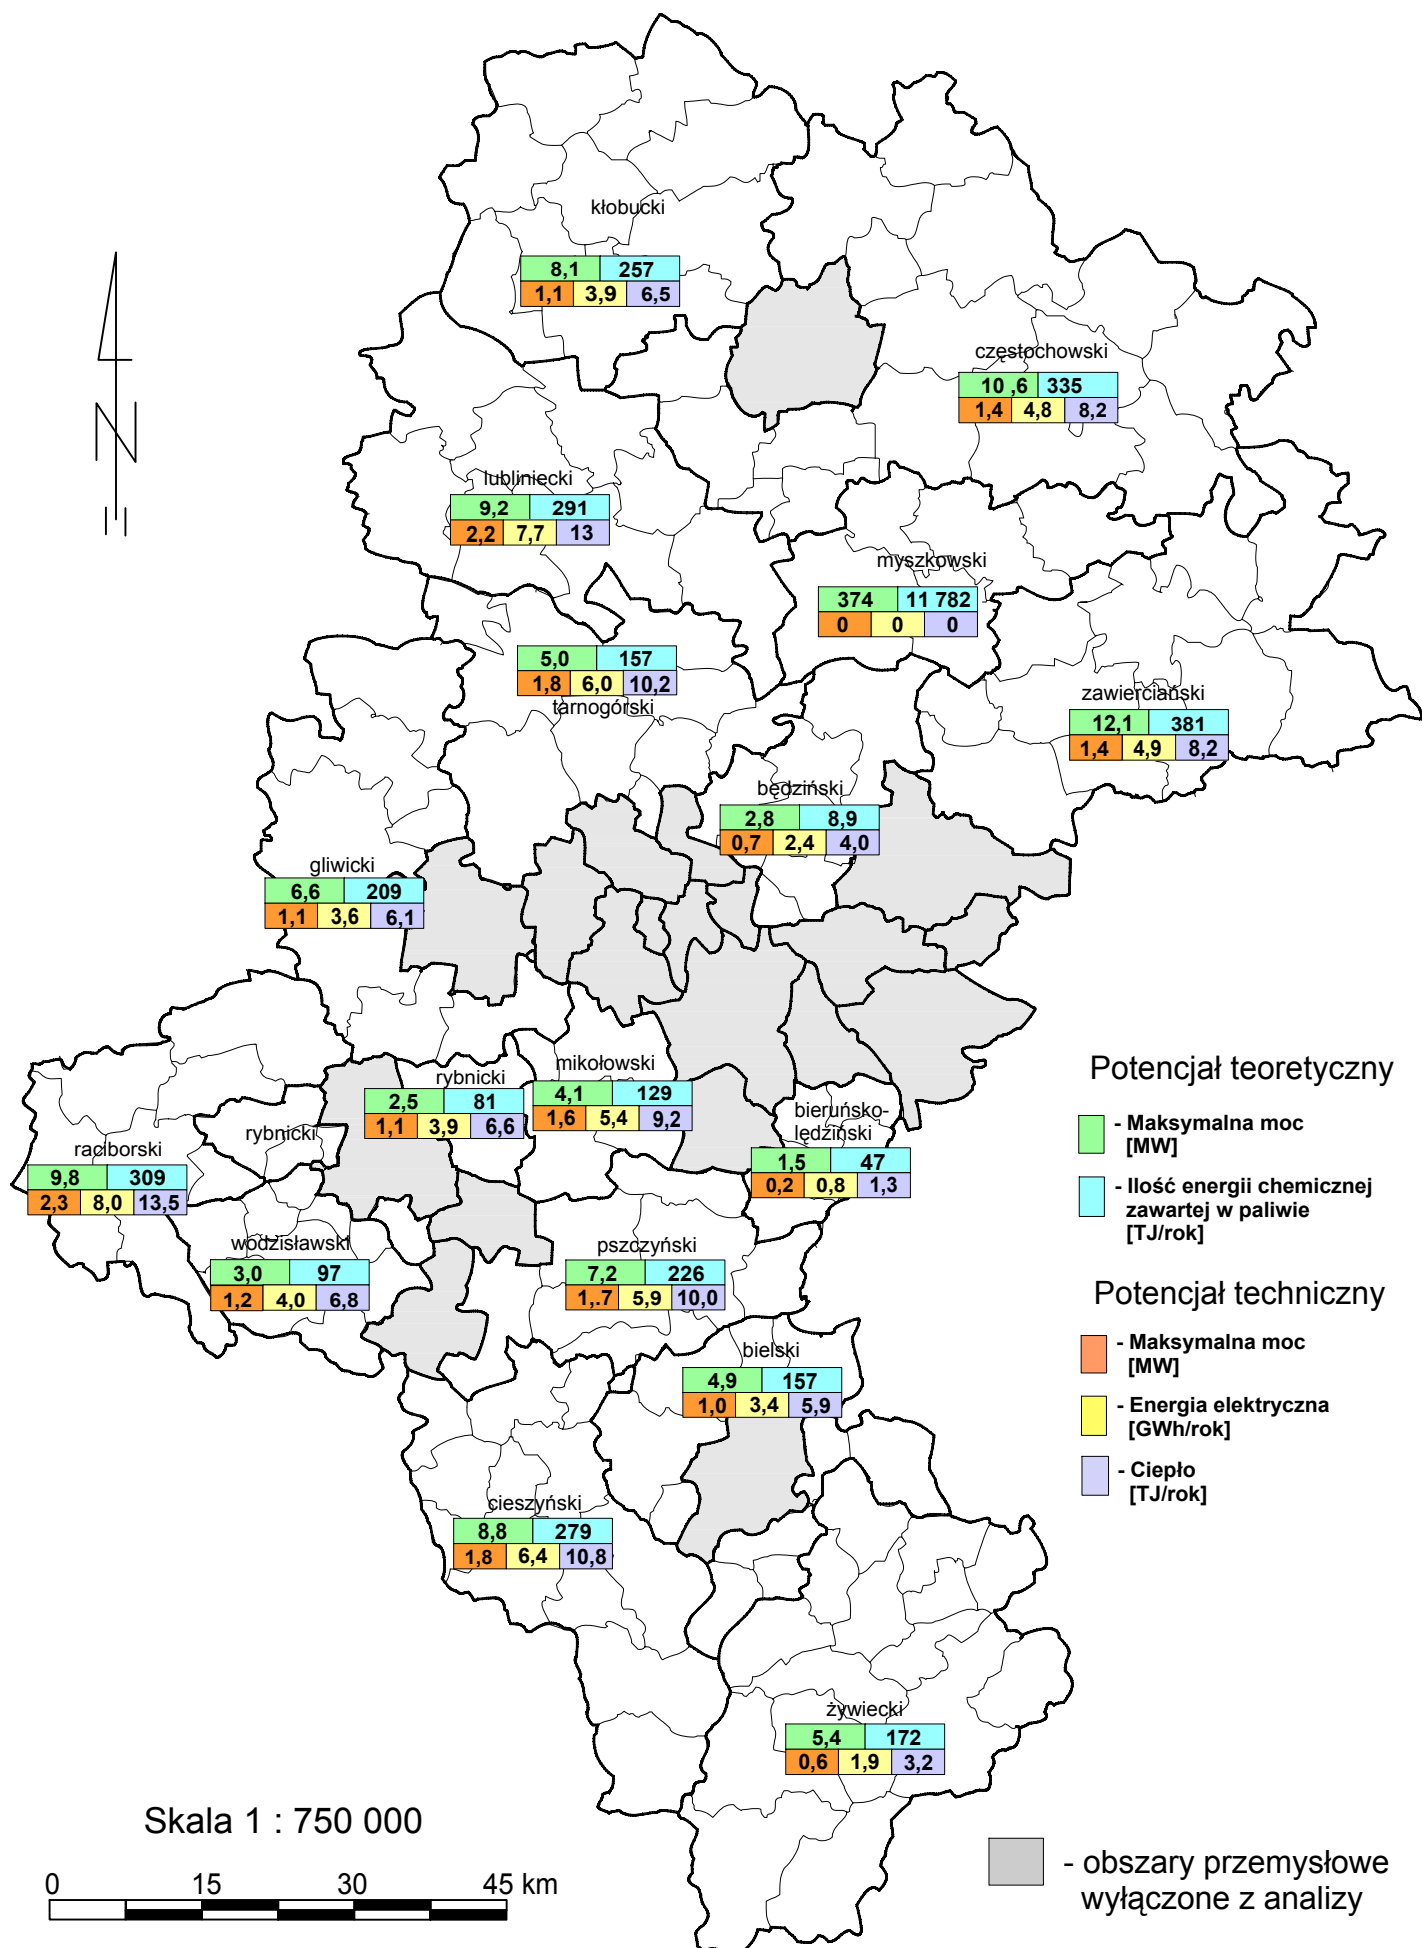 kłobucki
8,1 257
1,1 3,9 6,5
częstochowski
10 ,6 335
1,4 4,8 8,2
lubliniecki
9,2 291
2,2 7,7 13
myszkowski
374 11 782
0 0 0
5,0 157
1,8 6,0 10,2
tarnogórski
zawierciański
12,1 381
1,4 4,9 8,2
będziński
2,8 8,9
0,7 2,4 4,0
gliwicki
6,6 209
1,1 3,6 6,1
rybnicki
2,5 81
1,1 3,9 6,6
mikołowski
4,1 129
1,6 5,4 9,2
bieruńsko-
lędziński
1,5 47
0,2 0,8 1,3
rybnicki
raciborski
9,8 309
2,3 8,0 13,5
wodzisławski
3,0 97
1,2 4,0 6,8
pszczyński
7,2 226
1,.7 5,9 10,0
bielski
4,9 157
1,0 3,4 5,9
cieszyński
8,8 279
1,8 6,4 10,8
żywiecki
5,4 172
0,6 1,9 3,2
Potencjał teoretyczny
- Maksymalna moc
[MW]
- Ilość energii chemicznej
zawartej w paliwie
[TJ/rok]
Potencjał techniczny
- Maksymalna moc
[MW]
- Energia elektryczna
[GWh/rok]
- Ciepło
[TJ/rok]
Skala 1 : 750 000
0 15 30 45 km
- obszary przemysłowe
wyłączone z analizy
N